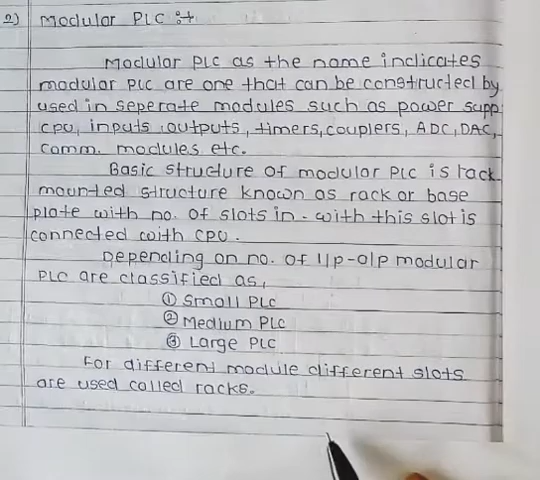 2) Modular PLC :-
Modular PLC as the name indicates
modular PLC are one that can be constructed by
used in seperate modules such as power supp
CPU, inputs, outputs, timers, couplers, ADC, DAC,
Comm. modules etc.
Basic structure of modular PLC is rack
mounted structure known as rack or base
plate with no. of slots in - with this slot is
connected with CPU.
Depending on no. of I/p-o/p modular
PLC are classified as,
① Small PLC
② Medium PLC
③ Large PLC
For different module different slots
are used called racks.